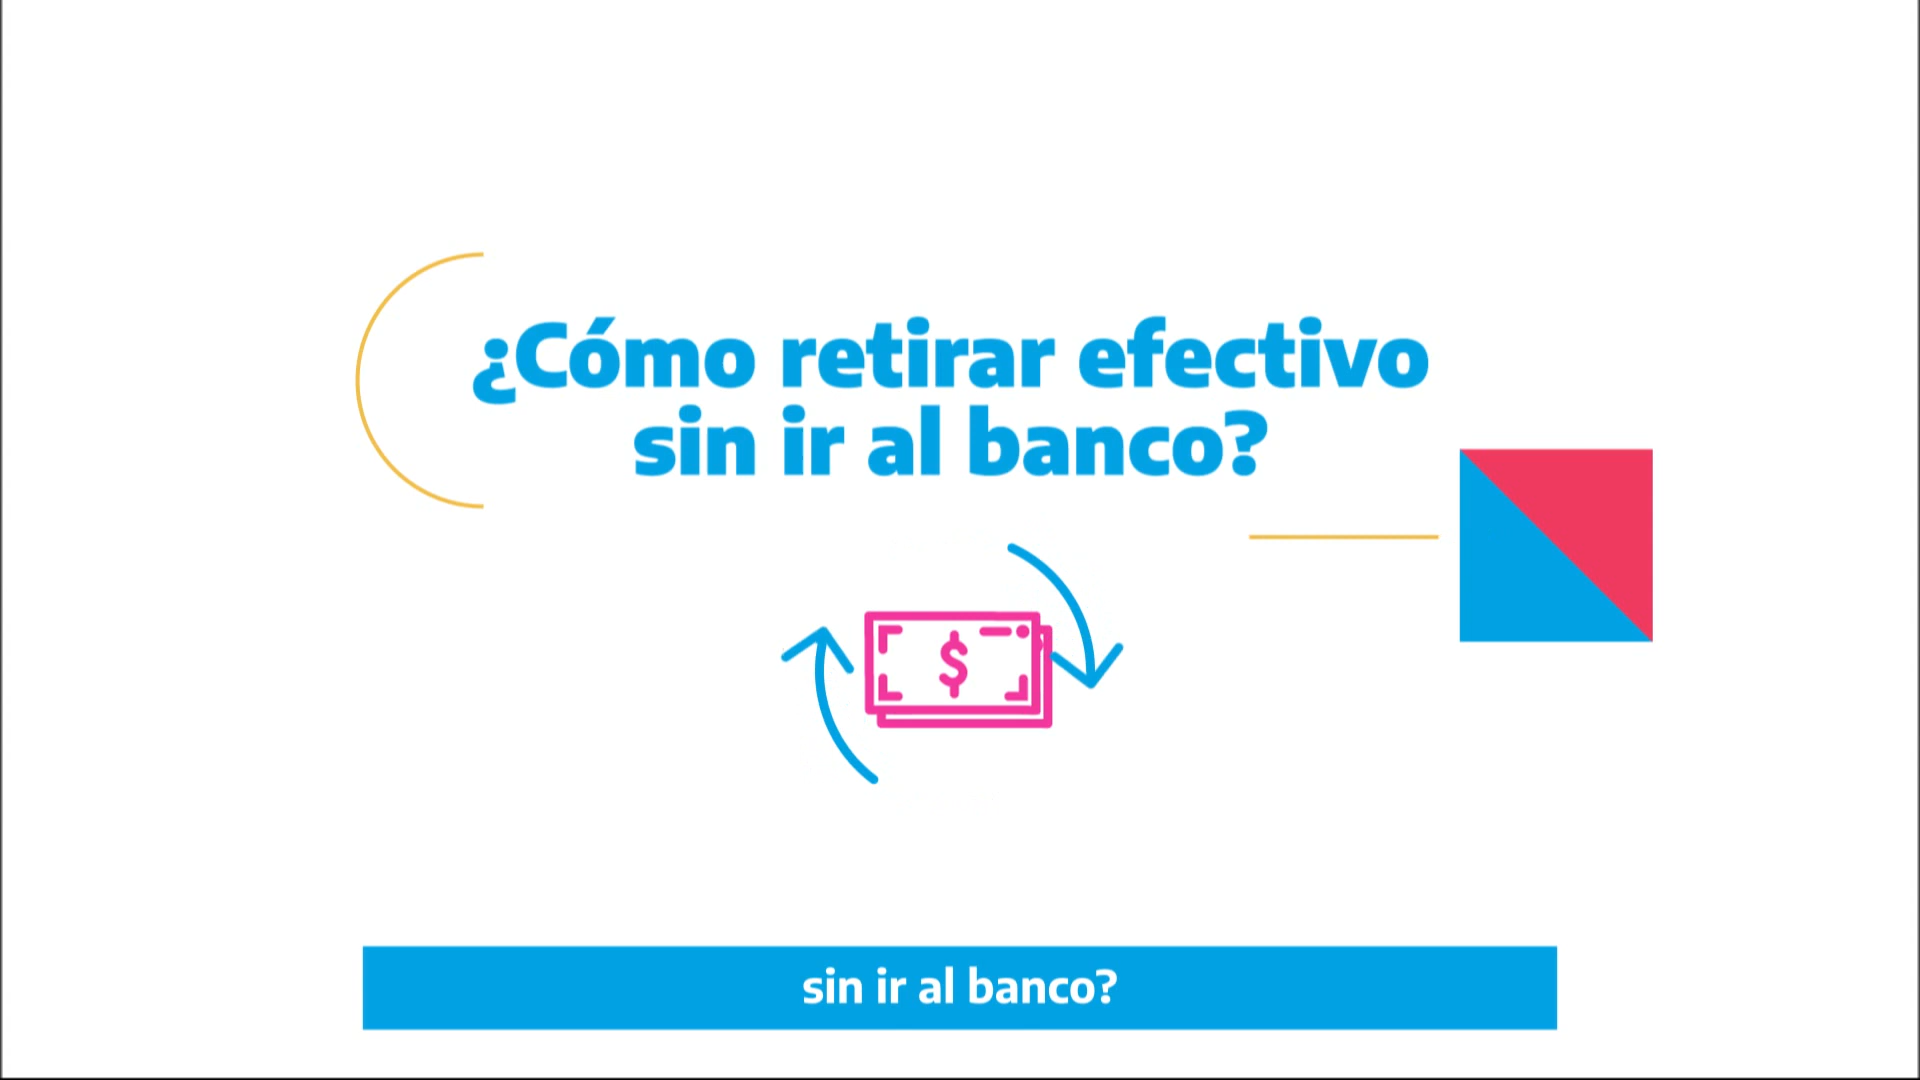 ¿Cómo retirar efectivo
sin ir al banco?
$
sin ir al banco?